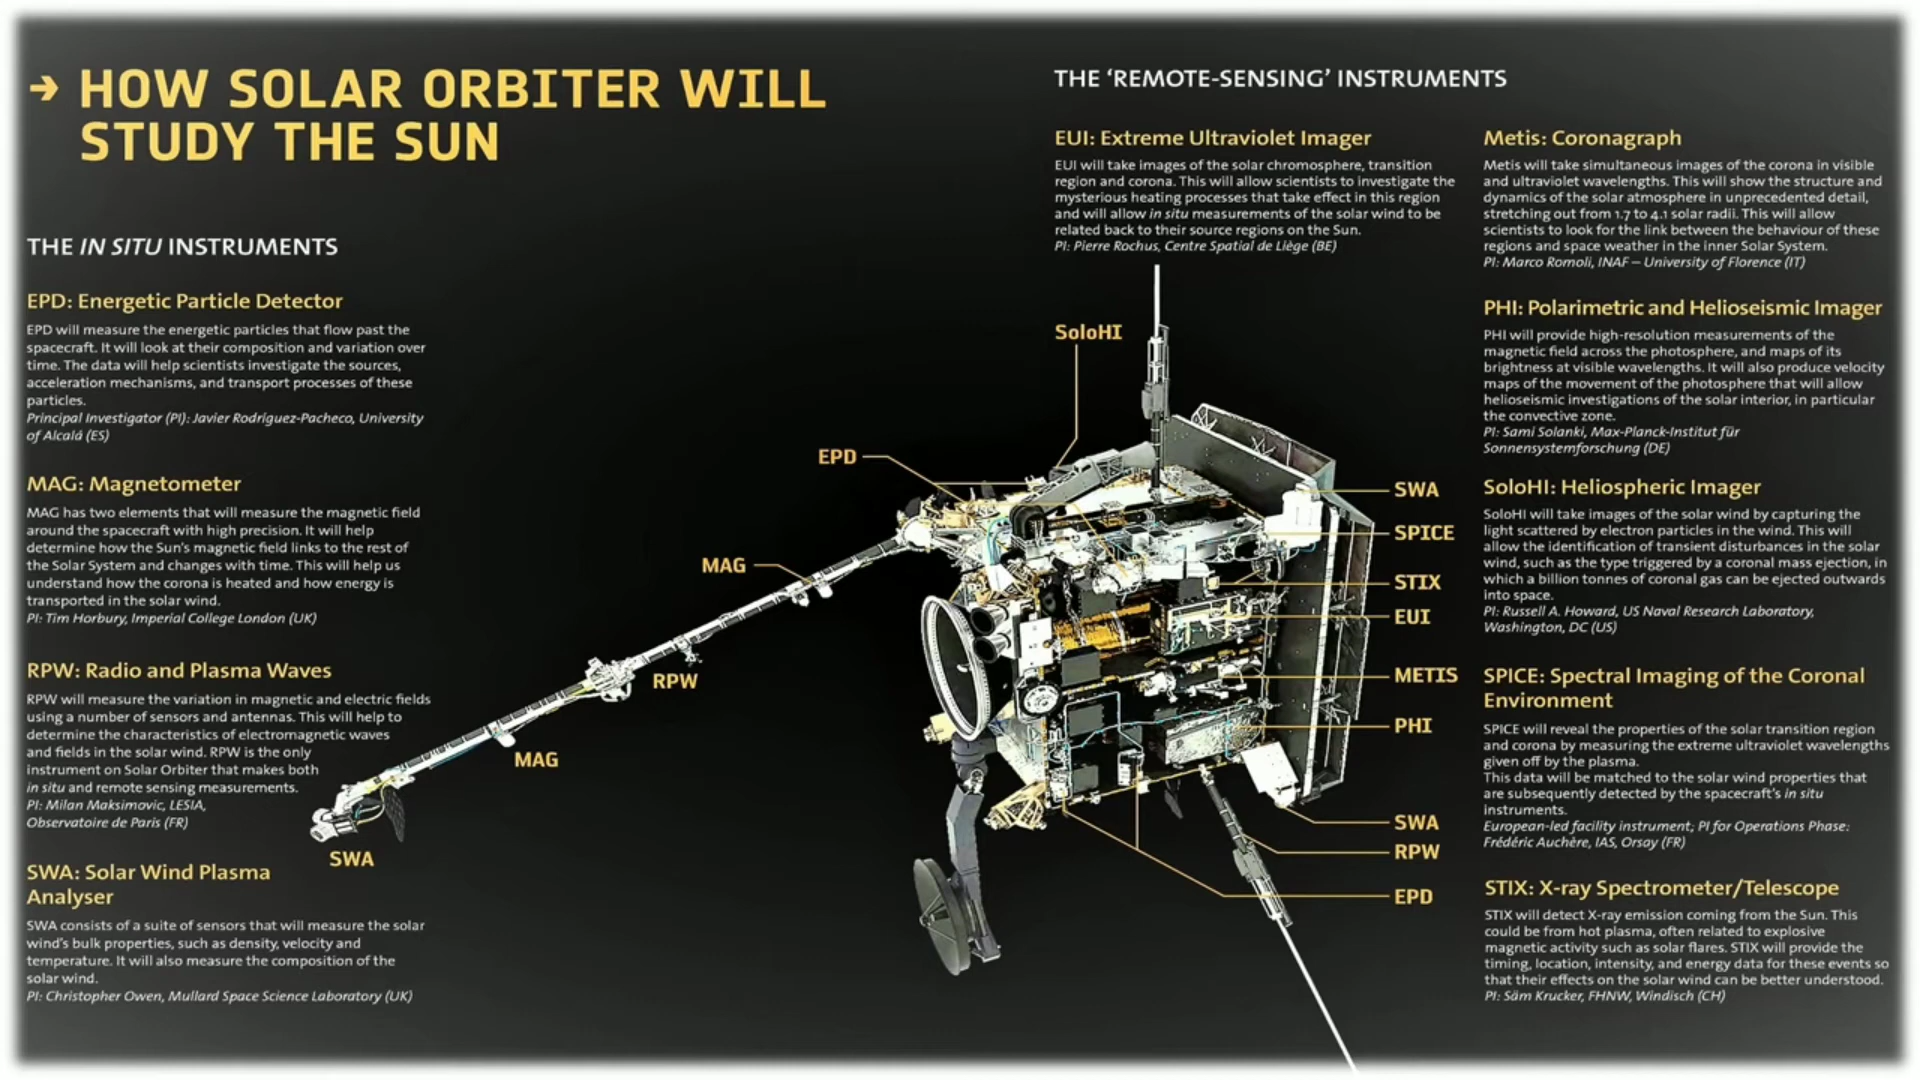 → HOW SOLAR ORBITER WILL
STUDY THE SUN
THE IN SITU INSTRUMENTS
EPD: Energetic Particle Detector
EPD will measure the energetic particles that flow past the
spacecraft. It will look at their composition and variation over
time. The data will help scientists investigate the sources,
acceleration mechanisms, and transport processes of these
particles.
Principal Investigator (PI): Javier Rodríguez-Pacheco, University
of Alcalá (ES)
MAG: Magnetometer
MAG has two elements that will measure the magnetic field
around the spacecraft with high precision. It will help
determine how the Sun's magnetic field links to the rest of
the Solar System and changes with time. This will help us
understand how the corona is heated and how energy is
transported in the solar wind.
PI: Tim Horbury, Imperial College London (UK)
RPW: Radio and Plasma Waves
RPW will measure the variation in magnetic and electric fields
using a number of sensors and antennas. This will help to
determine the characteristics of electromagnetic waves
and fields in the solar wind. RPW is the only
instrument on Solar Orbiter that makes both
in situ and remote sensing measurements.
PI: Milan Maksimovic, LESIA,
Observatoire de Paris (FR)
SWA: Solar Wind Plasma
Analyser
SWA consists of a suite of sensors that will measure the solar
wind's bulk properties, such as density, velocity and
temperature. It will also measure the composition of the
solar wind.
PI: Christopher Owen, Mullard Space Science Laboratory (UK)
SoloHI
EPD
MAG
RPW
MAG
SWA
SWA
SPICE
STIX
EUI
METIS
PHI
SWA
RPW
EPD
THE ‘REMOTE-SENSING’ INSTRUMENTS
EUI: Extreme Ultraviolet Imager
EUI will take images of the solar chromosphere, transition
region and corona. This will allow scientists to investigate the
mysterious heating processes that take effect in this region
and will allow in situ measurements of the solar wind to be
related back to their source regions on the Sun.
PI: Pierre Rochus, Centre Spatial de Liège (BE)
Metis: Coronagraph
Metis will take simultaneous images of the corona in visible
and ultraviolet wavelengths. This will show the structure and
dynamics of the solar atmosphere in unprecedented detail,
stretching out from 1.7 to 4.1 solar radii. This will allow
scientists to look for the link between the behaviour of these
regions and space weather in the inner Solar System.
PI: Marco Romoli, INAF – University of Florence (IT)
PHI: Polarimetric and Helioseismic Imager
PHI will provide high-resolution measurements of the
magnetic field across the photosphere, and maps of its
brightness at visible wavelengths. It will also produce velocity
maps of the movement of the photosphere that will allow
helioseismic investigations of the solar interior, in particular
the convective zone.
PI: Sami Solanki, Max-Planck-Institut für
Sonnensystemforschung (DE)
SoloHI: Heliospheric Imager
SoloHI will take images of the solar wind by capturing the
light scattered by electron particles in the wind. This will
allow the identification of transient disturbances in the solar
wind, such as the type triggered by a coronal mass ejection, in
which a billion tonnes of coronal gas can be ejected outwards
into space.
PI: Russell A. Howard, US Naval Research Laboratory,
Washington, DC (US)
SPICE: Spectral Imaging of the Coronal
Environment
SPICE will reveal the properties of the solar transition region
and corona by measuring the extreme ultraviolet wavelengths
given off by the plasma.
This data will be matched to the solar wind properties that
are subsequently detected by the spacecraft's in situ
instruments.
European-led facility instrument; PI for Operations Phase:
Frédéric Auchère, IAS, Orsay (FR)
STIX: X-ray Spectrometer/Telescope
STIX will detect X-ray emission coming from the Sun. This
could be from hot plasma, often related to explosive
magnetic activity such as solar flares. STIX will provide the
timing, location, intensity, and energy data for these events so
that their effects on the solar wind can be better understood.
PI: Säm Krucker, FHNW, Windisch (CH)